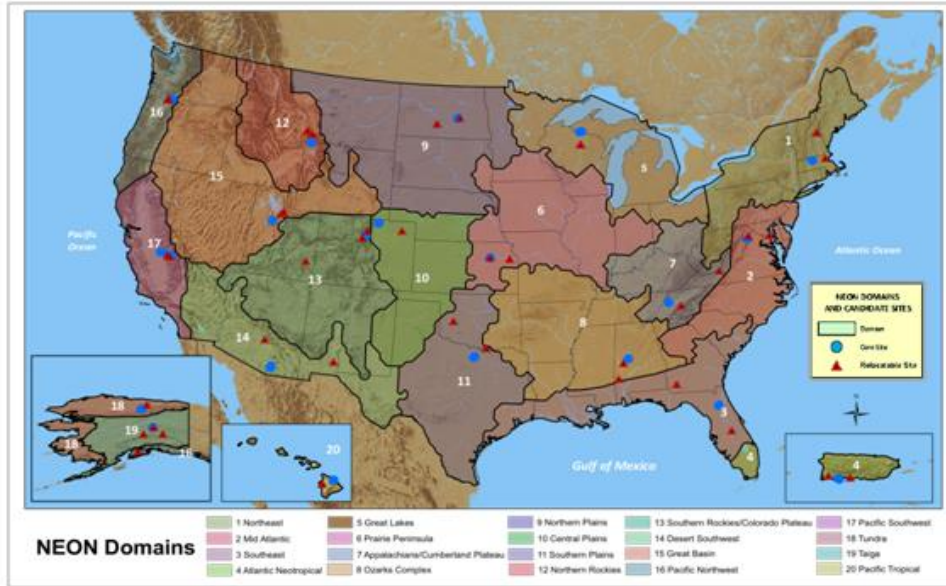 16
12
9
1
15
5
6
17
Pacific
Ocean
Atlantic Ocean
7
2
13
10
NEON DOMAINS
AND CANDIDATE SITES
Domain
Core Site
Relocatable Site
8
14
11
18
19
18
18
20
3
4
4
Gulf of Mexico
N
NEON Domains
1 Northeast
2 Mid Atlantic
3 Southeast
4 Atlantic Neotropical
5 Great Lakes
6 Prairie Peninsula
7 Appalachians/Cumberland Plateau
8 Ozarks Complex
9 Northern Plains
10 Central Plains
11 Southern Plains
12 Northern Rockies
13 Southern Rockies/Colorado Plateau
14 Desert Southwest
15 Great Basin
16 Pacific Northwest
17 Pacific Southwest
18 Tundra
19 Taiga
20 Pacific Tropical